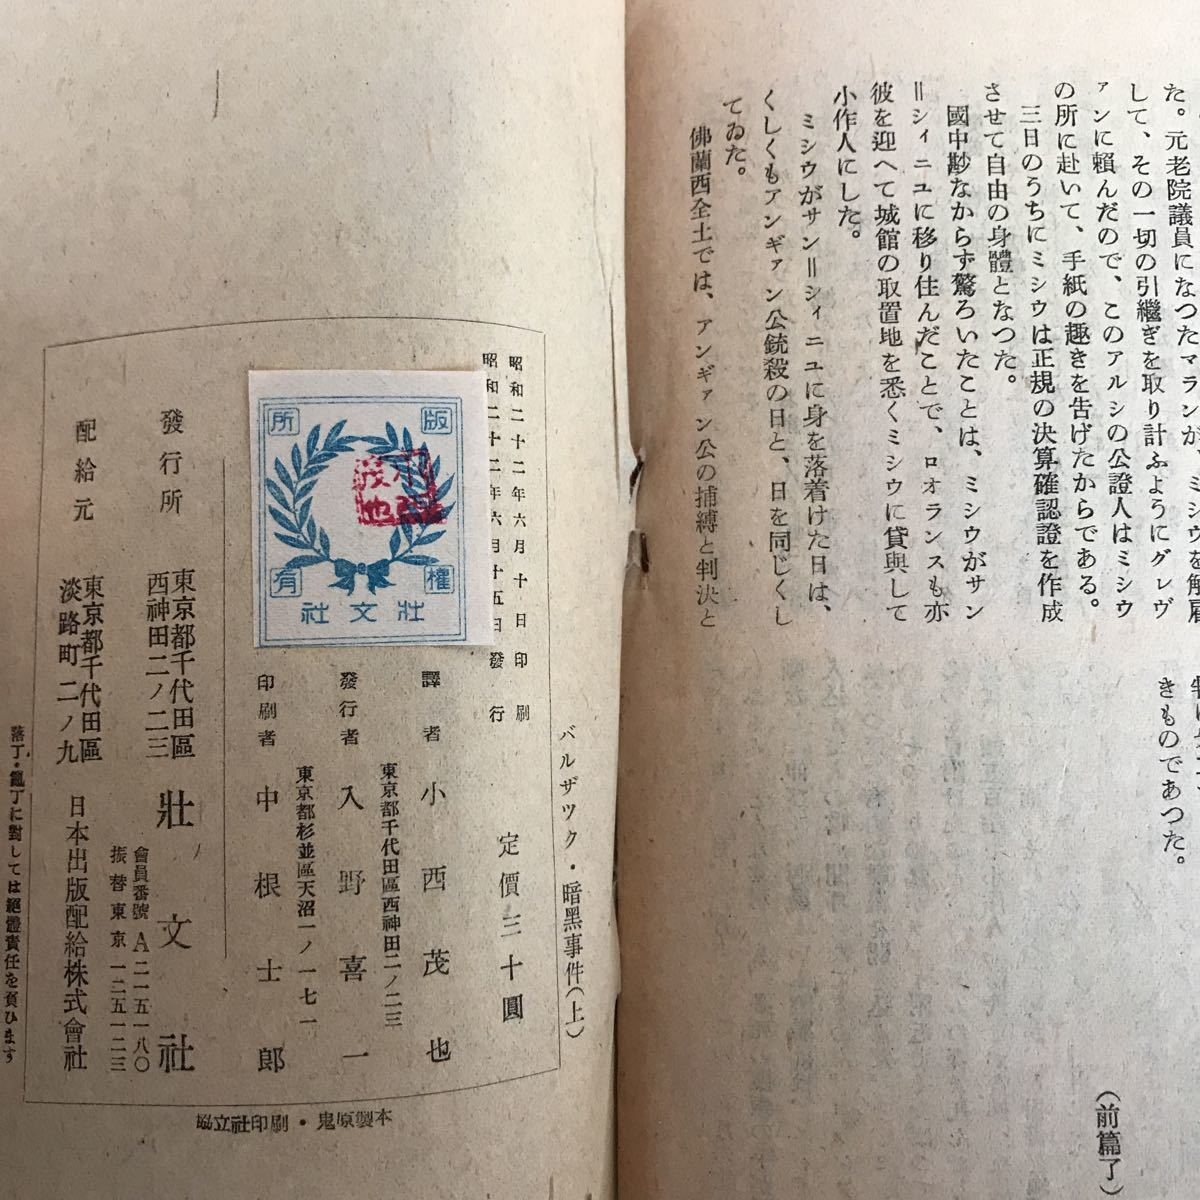 た。元老院議員になつたマランが、ミシウを解雇
して、その一切の引繼ぎを取り計ふようにグレヴ
ァンに賴んだので、このアルシの公證人はミシウ
の所に赴いて、手紙の趣きを吿げたからである。
三日のうちにミシウは正規の決算確認證を作成
させて自由の身體となつた。
國中尠なからず驚ろいたことは、ミシウがサン
＝シィニユに移り住んだことで、ロオランスも亦
彼を迎へて城館の取置地を悉くミシウに貸與して
小作人にした。
ミシウがサン＝シィニユに身を落着けた日は、
くしくもアンギァン公銃殺の日と、日を同じくし
てゐた。
佛蘭西全土では、アンギァン公の捕縛と判決と
きものであつた。
（前篇了）
バルザツク・暗黑事件（上）
定價三十圓
昭和二十二年六月十日印刷
昭和二十二年六月十五日發行
譯者 小西茂也
東京都千代田區西神田二ノ二三
發行者 入野喜一
東京都杉並區天沼一ノ一七一
印刷者 中根士郎
版權所有
壯文社
發行所 東京都千代田區西神田二ノ二三 壯文社
會員番號A二一五一八〇
振替東京一二五一二三
配給元 東京都千代田區淡路町二ノ九 日本出版配給株式會社
落丁・亂丁に對しては絕體責任を負ひます
協立社印刷・鬼原製本